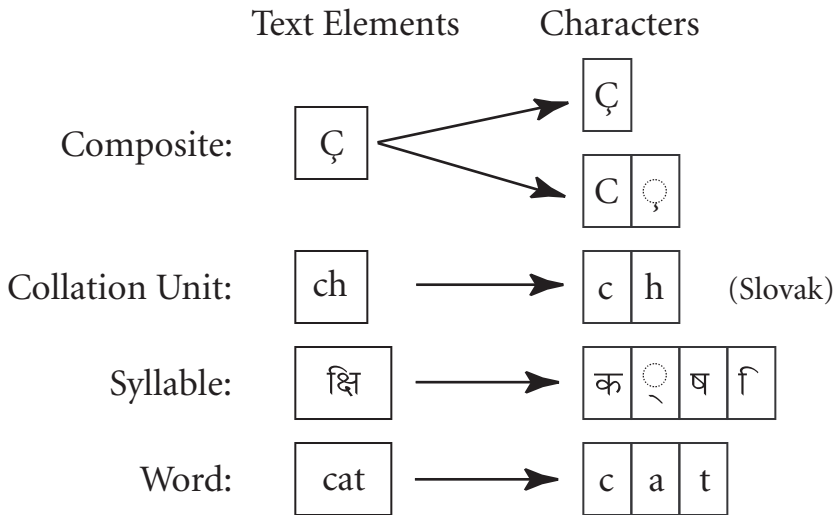 Text Elements Characters
Ç
Composite: Ç
C ◌̧
Collation Unit: ch c h (Slovak)
Syllable: क्षि क ◌् ष ि
Word: cat c a t